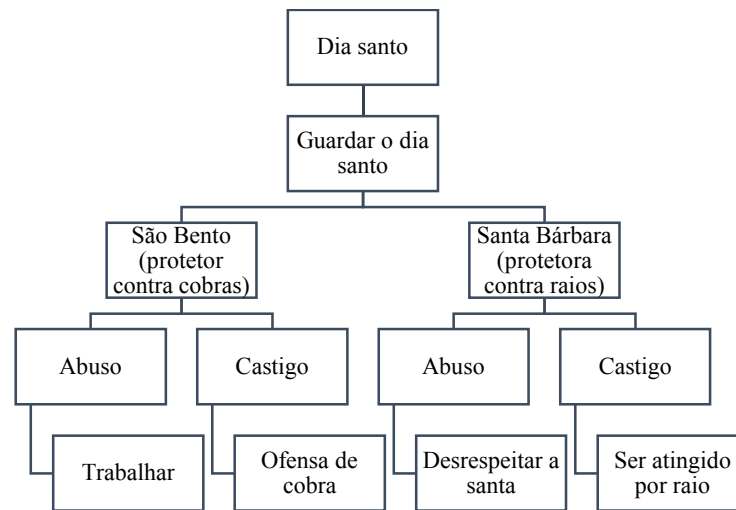 Dia santo
Guardar o dia
santo
São Bento
(protetor
contra cobras)
Santa Bárbara
(protetora
contra raios)
Abuso
Castigo
Abuso
Castigo
Trabalhar
Ofensa de
cobra
Desrespeitar a
santa
Ser atingido
por raio